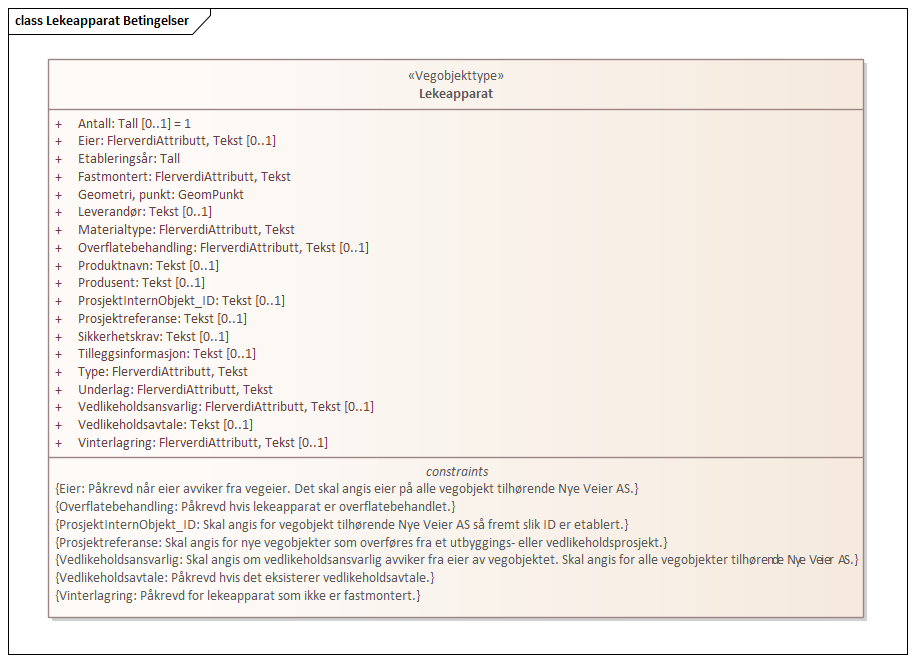 class Lekeapparat Betingelser
«Vegobjekttype»
Lekeapparat
+ Antall: Tall [0..1] = 1
+ Eier: FlerverdiAttributt, Tekst [0..1]
+ Etableringsår: Tall
+ Fastmontert: FlerverdiAttributt, Tekst
+ Geometri, punkt: GeomPunkt
+ Leverandør: Tekst [0..1]
+ Materialtype: FlerverdiAttributt, Tekst
+ Overflatebehandling: FlerverdiAttributt, Tekst [0..1]
+ Produktnavn: Tekst [0..1]
+ Produsent: Tekst [0..1]
+ ProsjektInternObjekt_ID: Tekst [0..1]
+ Prosjektreferanse: Tekst [0..1]
+ Sikkerhetskrav: Tekst [0..1]
+ Tilleggsinformasjon: Tekst [0..1]
+ Type: FlerverdiAttributt, Tekst
+ Underlag: FlerverdiAttributt, Tekst
+ Vedlikeholdsansvarlig: FlerverdiAttributt, Tekst [0..1]
+ Vedlikeholdsavtale: Tekst [0..1]
+ Vinterlagring: FlerverdiAttributt, Tekst [0..1]
constraints
{Eier: Påkrevd når eier avviker fra vegeier. Det skal angis eier på alle vegobjekt tilhørende Nye Veier AS.}
{Overflatebehandling: Påkrevd hvis lekeapparat er overflatebehandlet.}
{ProsjektInternObjekt_ID: Skal angis for vegobjekt tilhørende Nye Veier AS så fremt slik ID er etablert.}
{Prosjektreferanse: Skal angis for nye vegobjekter som overføres fra et utbyggings- eller vedlikeholdsprosjekt.}
{Vedlikeholdsansvarlig: Skal angis om vedlikeholdsansvarlig avviker fra eier av vegobjektet. Skal angis for alle vegobjekter tilhørende Nye Veier AS.}
{Vedlikeholdsavtale: Påkrevd hvis det eksisterer vedlikeholdsavtale.}
{Vinterlagring: Påkrevd for lekeapparat som ikke er fastmontert.}